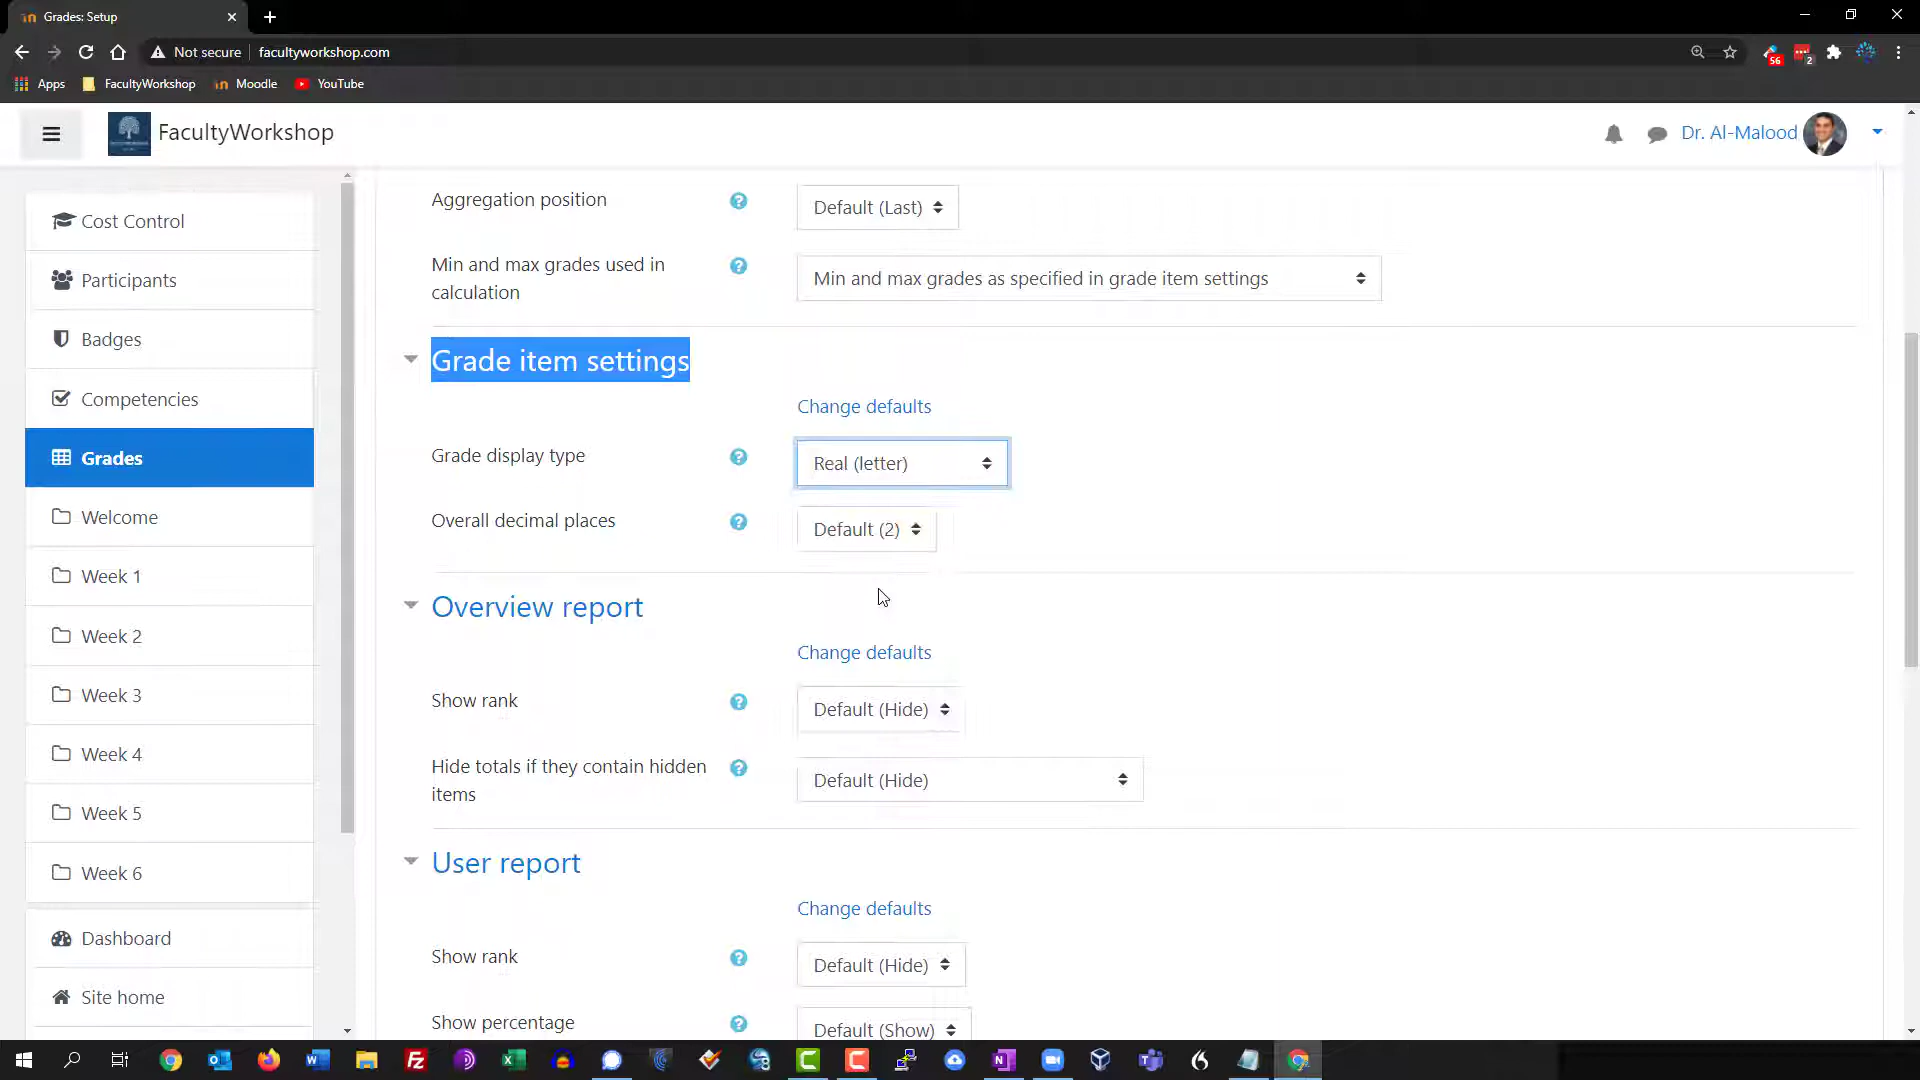 Grades: Setup
Not secure
facultyworkshop.com
56
2
Apps
FacultyWorkshop
Moodle
YouTube
FacultyWorkshop
Dr. Al-Malood
Cost Control
Participants
Badges
Competencies
Grades
Welcome
Week 1
Week 2
Week 3
Week 4
Week 5
Week 6
Dashboard
Site home
Aggregation position
Default (Last)
Min and max grades used in
calculation
Min and max grades as specified in grade item settings
Grade item settings
Change defaults
Grade display type
Real (letter)
Overall decimal places
Default (2)
Overview report
Change defaults
Show rank
Default (Hide)
Hide totals if they contain hidden
items
Default (Hide)
User report
Change defaults
Show rank
Default (Hide)
Show percentage
Default (Show)